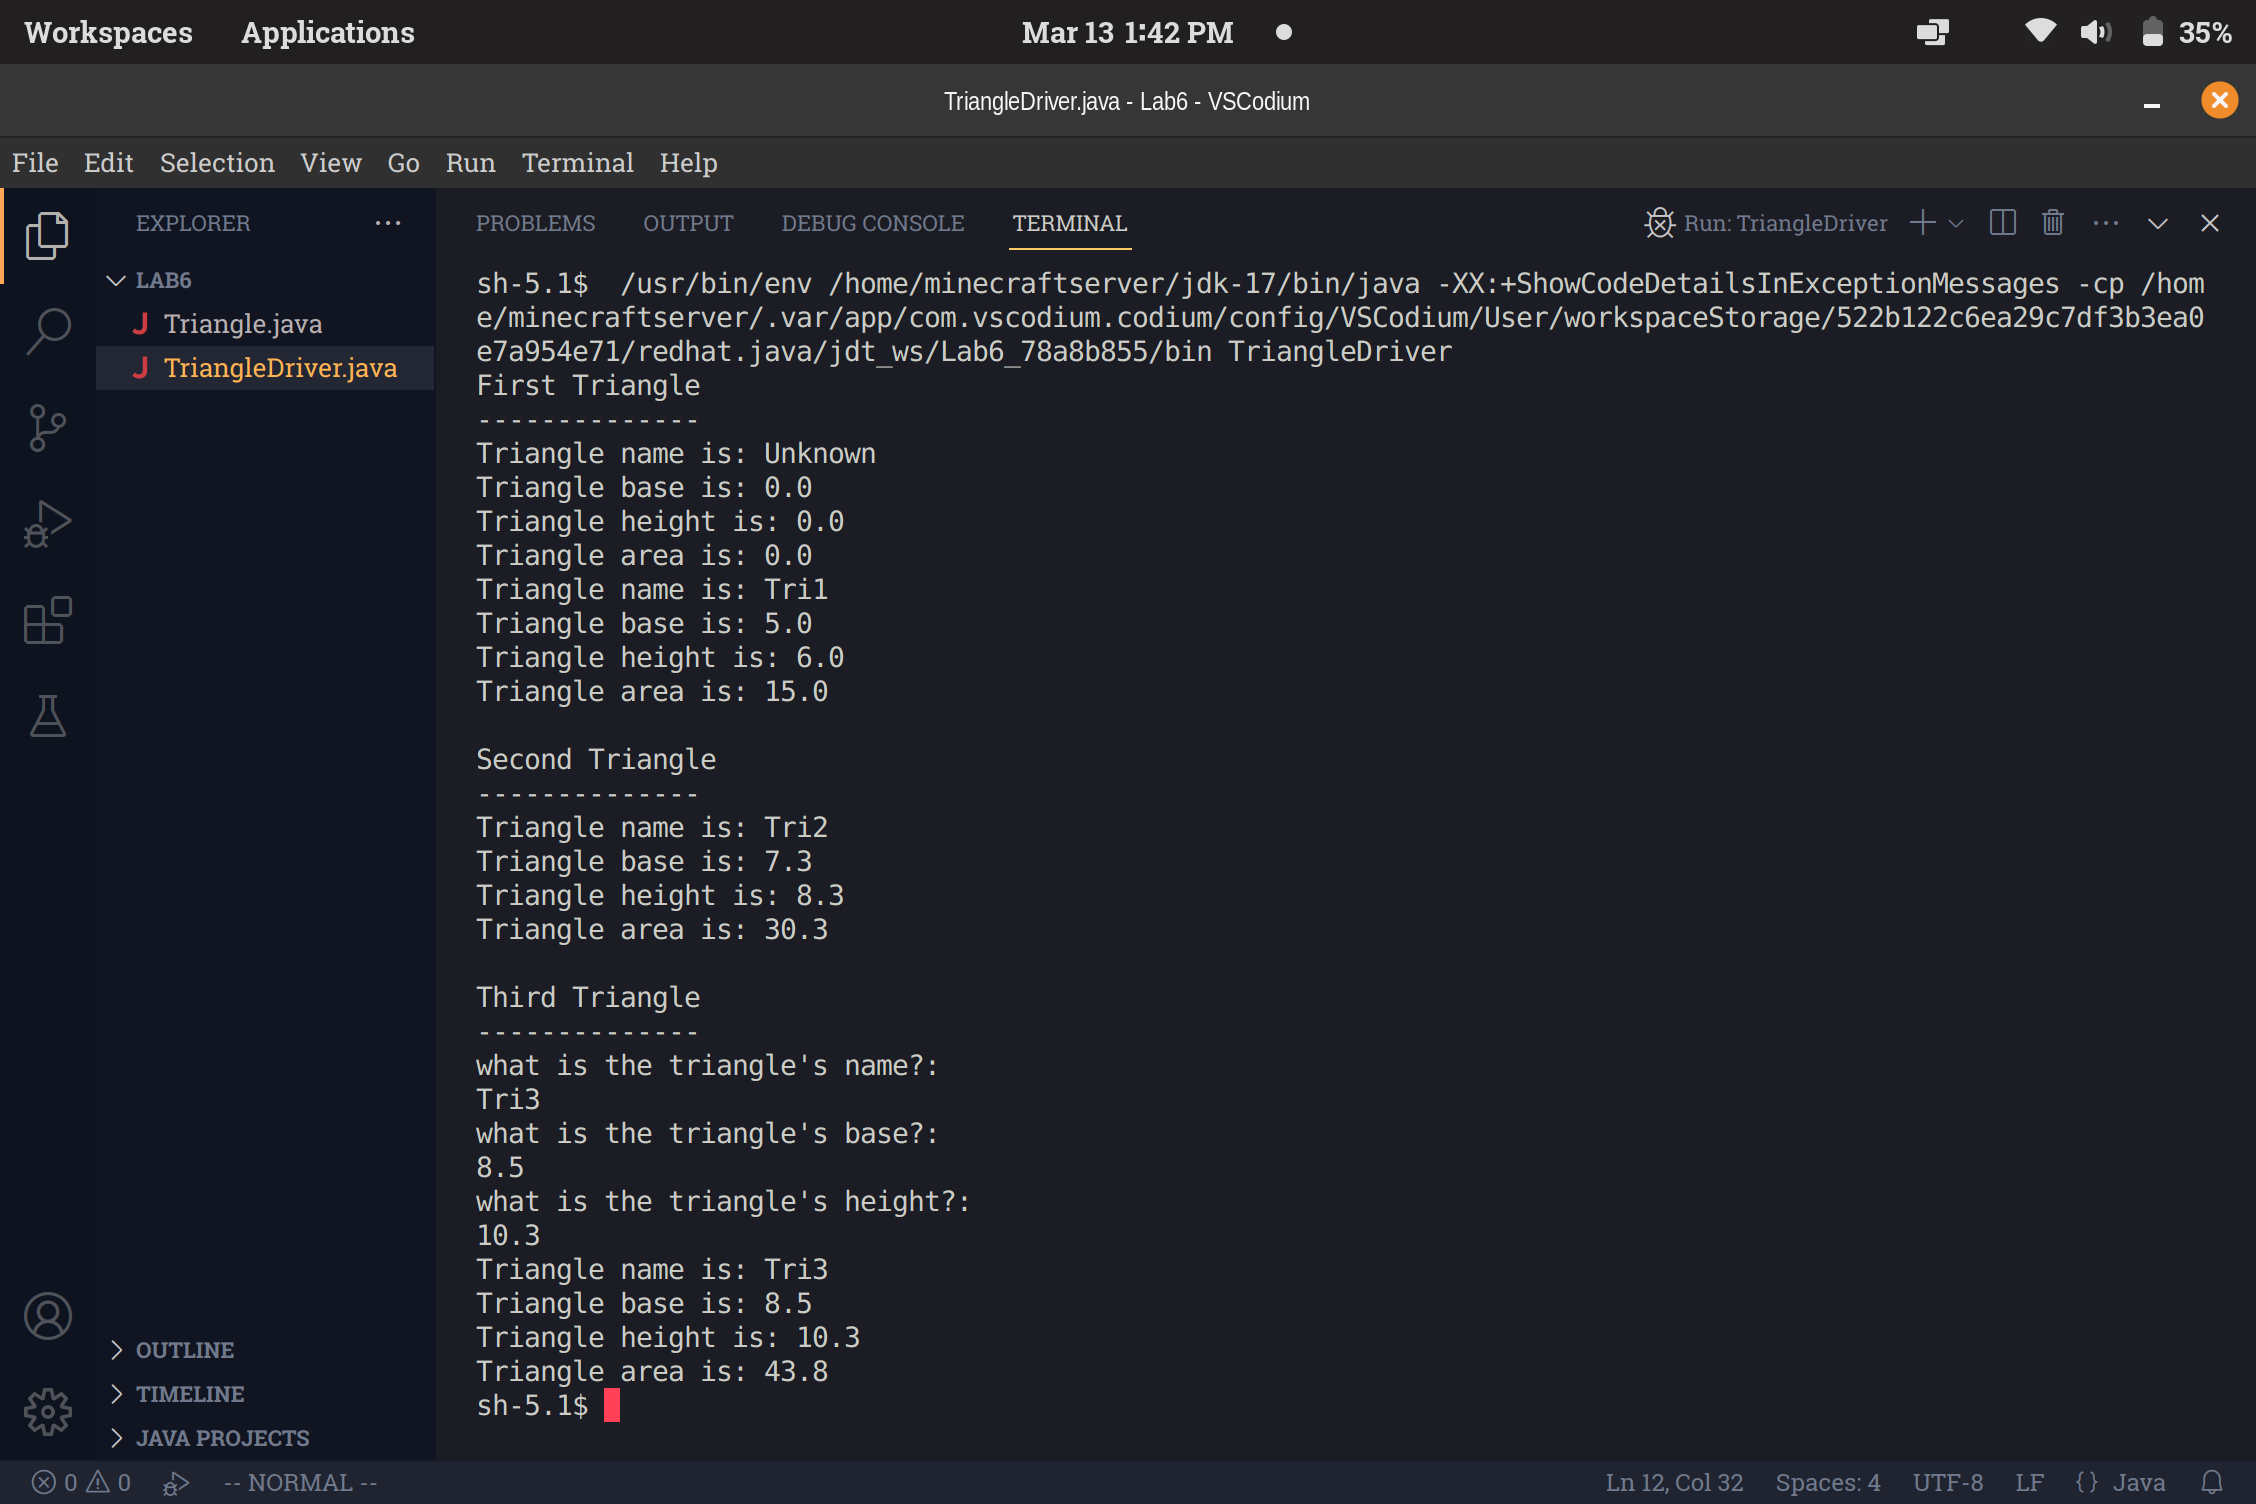 Workspaces Applications Mar 13 1:42 PM 35%
TriangleDriver.java - Lab6 - VSCodium
File Edit Selection View Go Run Terminal Help
EXPLORER
LAB6
Triangle.java
TriangleDriver.java
OUTLINE
TIMELINE
JAVA PROJECTS
PROBLEMS OUTPUT DEBUG CONSOLE TERMINAL Run: TriangleDriver
sh-5.1$  /usr/bin/env /home/minecraftserver/jdk-17/bin/java -XX:+ShowCodeDetailsInExceptionMessages -cp /hom
e/minecraftserver/.var/app/com.vscodium.codium/config/VSCodium/User/workspaceStorage/522b122c6ea29c7df3b3ea0
e7a954e71/redhat.java/jdt_ws/Lab6_78a8b855/bin TriangleDriver
First Triangle
--------------
Triangle name is: Unknown
Triangle base is: 0.0
Triangle height is: 0.0
Triangle area is: 0.0
Triangle name is: Tri1
Triangle base is: 5.0
Triangle height is: 6.0
Triangle area is: 15.0
Second Triangle
--------------
Triangle name is: Tri2
Triangle base is: 7.3
Triangle height is: 8.3
Triangle area is: 30.3
Third Triangle
--------------
what is the triangle's name?:
Tri3
what is the triangle's base?:
8.5
what is the triangle's height?:
10.3
Triangle name is: Tri3
Triangle base is: 8.5
Triangle height is: 10.3
Triangle area is: 43.8
sh-5.1$
0 0 -- NORMAL -- Ln 12, Col 32 Spaces: 4 UTF-8 LF {} Java